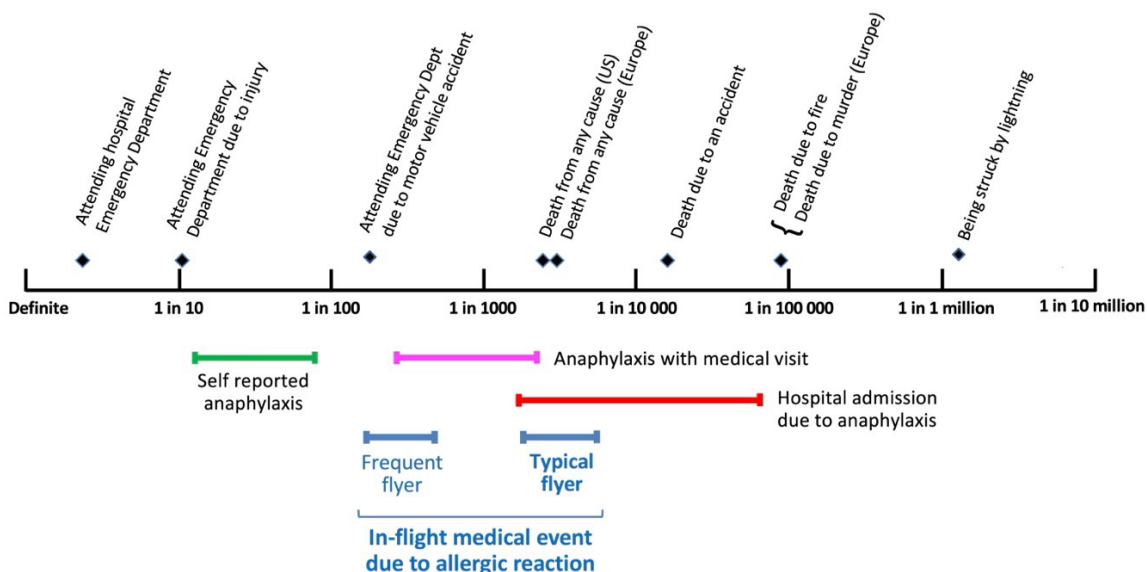 Attending hospital
Emergency Department
Attending Emergency
Department due to injury
Attending Emergency Dept
due to motor vehicle accident
Death from any cause (US)
Death from any cause (Europe)
Death due to an accident
{ Death due to fire
Death due to murder (Europe)
Being struck by lightning
Definite
1 in 10
1 in 100
1 in 1000
1 in 10 000
1 in 100 000
1 in 1 million
1 in 10 million
Self reported
anaphylaxis
Anaphylaxis with medical visit
Hospital admission
due to anaphylaxis
Frequent
flyer
Typical
flyer
In-flight medical event
due to allergic reaction